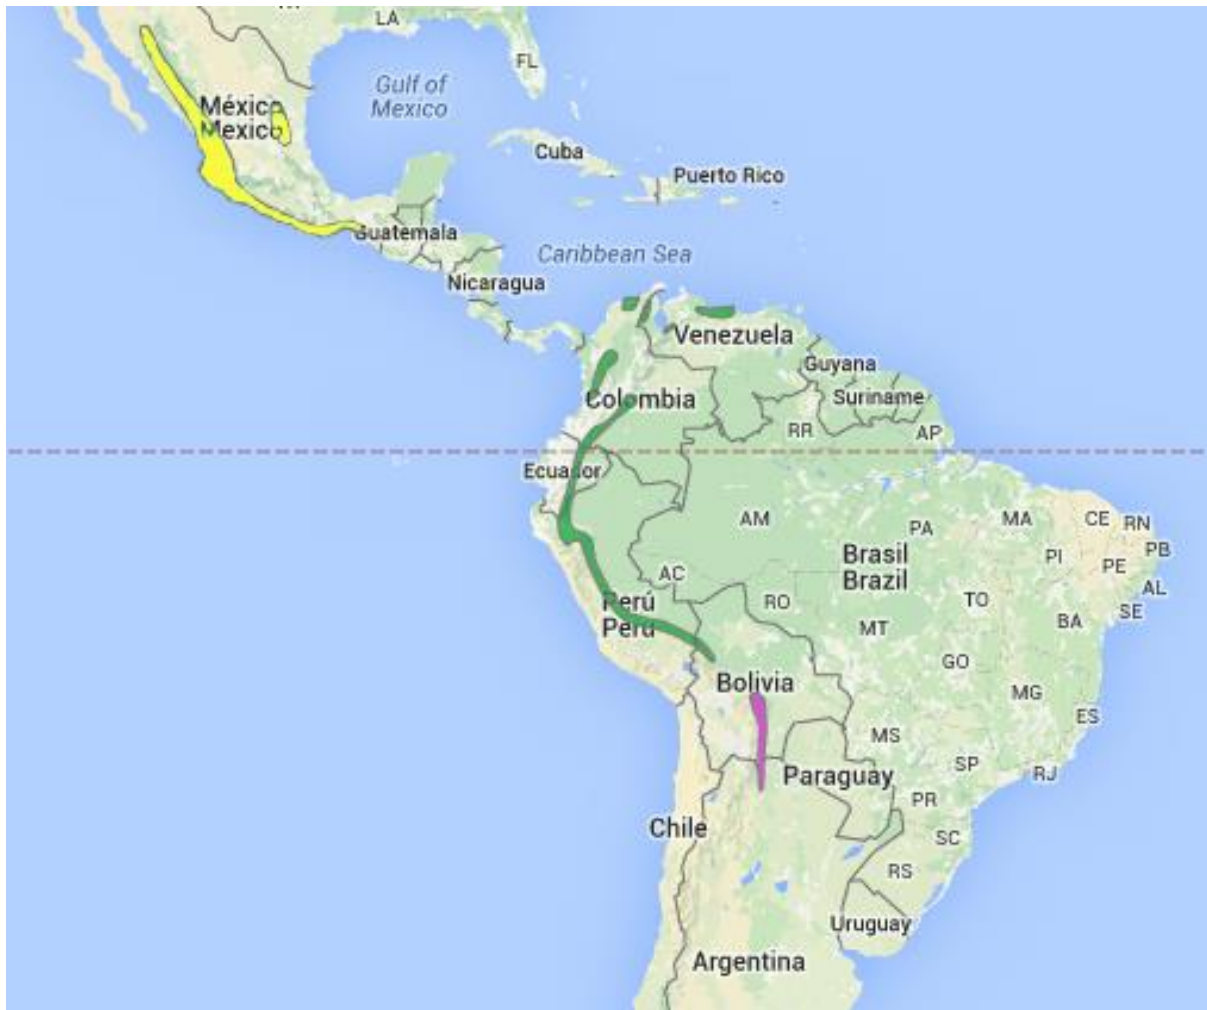 LA
FL
Gulf of
Mexico
México
Mexico
Cuba
Puerto Rico
Guatemala
Caribbean Sea
Nicaragua
Venezuela
Guyana
Suriname
Colombia
RR
AP
Ecuador
AM
PA
MA
CE
RN
PB
PI
PE
AL
SE
Brasil
Brazil
AC
RO
TO
BA
MT
Perú
Perú
GO
MG
ES
Bolivia
MS
SP
RJ
Paraguay
PR
SC
Chile
RS
Uruguay
Argentina